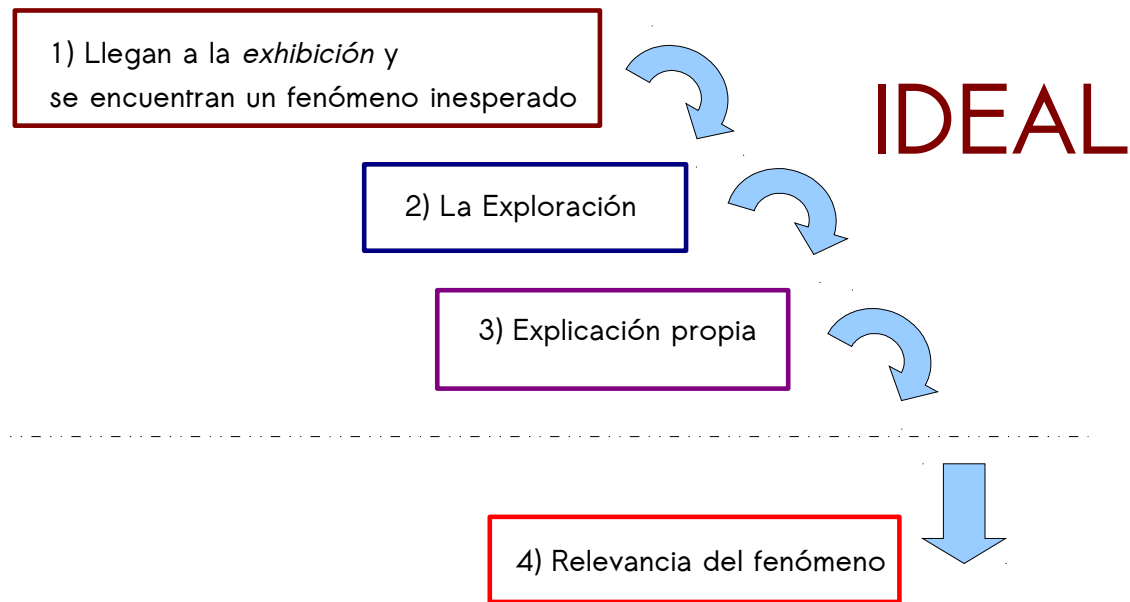 1) Llegan a la exhibición y
se encuentran un fenómeno inesperado
IDEAL
2) La Exploración
3) Explicación propia
4) Relevancia del fenómeno